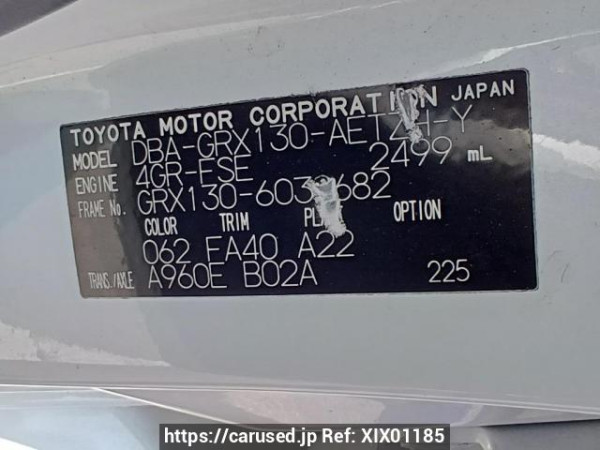 TOYOTA MOTOR CORPORATION JAPAN
MODEL DBA-GRX130-AETZH-Y
ENGINE 4GR-FSE 2499 mL
FRAME No.
COLOR TRIM OPTION
062 FA40 A22
TRANS./AXLE A960E B02A 225
https://carused.jp Ref: XIX01185